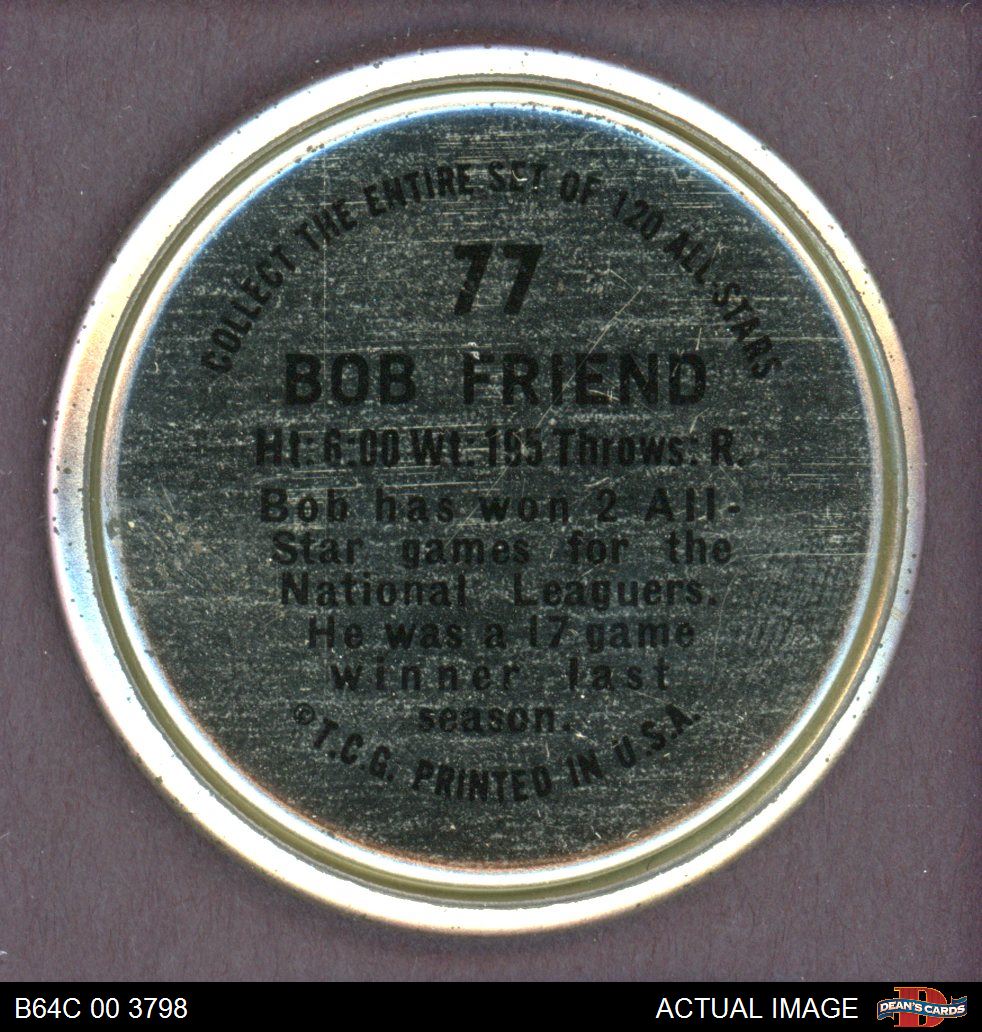 COLLECT THE ENTIRE SET OF 120 ALL-STARS
77
BOB FRIEND
Ht: 6:00 Wt: 195 Throws: R.
Bob has won 2 All-
Star games for the
National Leaguers.
He was a 17 game
winner last
season.
©T.C.G. PRINTED IN U.S.A.
B64C 00 3798
ACTUAL IMAGE
DEAN'S CARDS